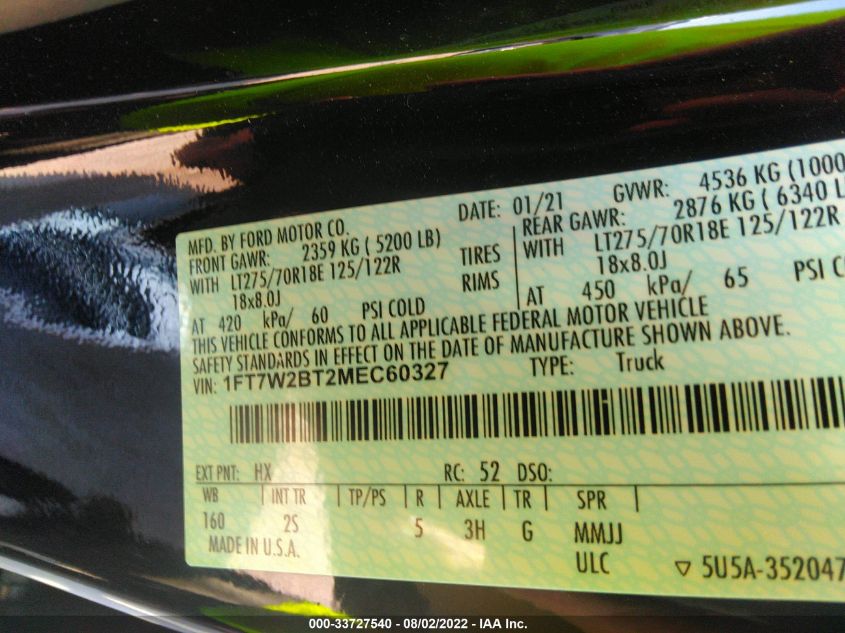 MFD. BY FORD MOTOR CO.
DATE: 01/21 GVWR: 4536 KG (1000
FRONT GAWR: 2359 KG ( 5200 LB)
REAR GAWR: 2876 KG ( 6340 L
WITH LT275/70R18E 125/122R TIRES
WITH LT275/70R18E 125/122R
18x8.0J RIMS
18x8.0J
AT 420 kPa/ 60 PSI COLD
AT 450 kPa/ 65 PSI C
THIS VEHICLE CONFORMS TO ALL APPLICABLE FEDERAL MOTOR VEHICLE
SAFETY STANDARDS IN EFFECT ON THE DATE OF MANUFACTURE SHOWN ABOVE.
VIN: 1FT7W2BT2MEC60327 TYPE: Truck
EXT PNT: HX RC: 52 DSO:
WB INT TR TP/PS R AXLE TR SPR
160 2S 5 3H G MMJJ
MADE IN U.S.A. ULC
▽ 5U5A-352047
000-33727540 - 08/02/2022 - IAA Inc.